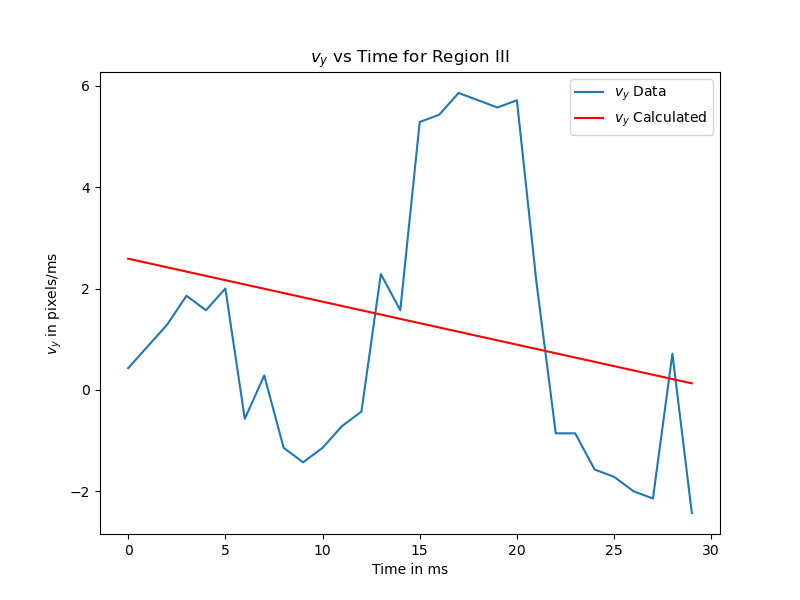 v_y vs Time for Region III
v_y Data
v_y Calculated
6
4
2
0
−2
v_y in pixels/ms
0 5 10 15 20 25 30
Time in ms